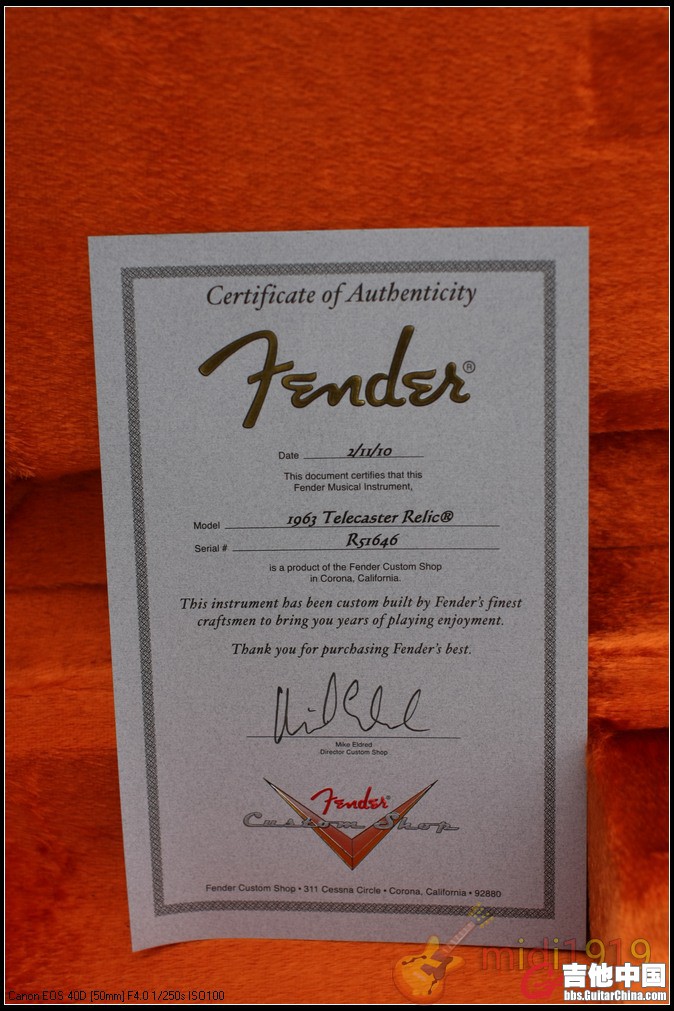 Certificate of Authenticity
Fender®
Date 2/11/10
This document certifies that this
Fender Musical Instrument,
Model 1963 Telecaster Relic®
Serial # R51646
is a product of the Fender Custom Shop
in Corona, California.
This instrument has been custom built by Fender's finest
craftsmen to bring you years of playing enjoyment.
Thank you for purchasing Fender's best.
Mike Eldred
Director Custom Shop
Fender®
Custom Shop
Fender Custom Shop • 311 Cessna Circle • Corona, California • 92880
midi1919
吉他中国
bbs.GuitarChina.com
Canon EOS 40D [50mm] F4.0 1/250s ISO100